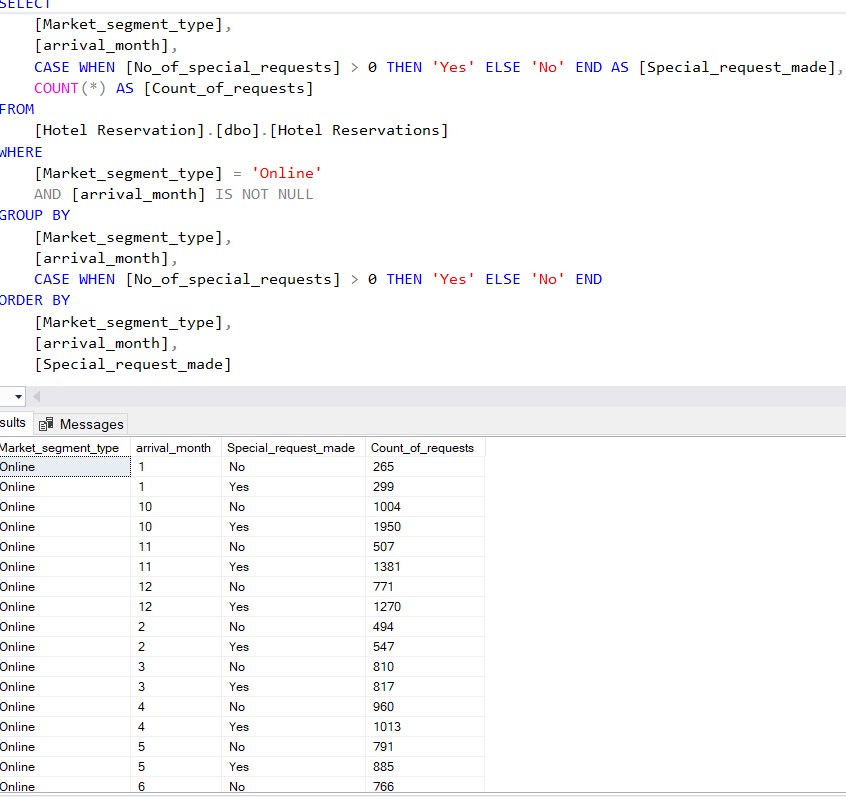 SELECT
[Market_segment_type],
[arrival_month],
CASE WHEN [No_of_special_requests] > 0 THEN 'Yes' ELSE 'No' END AS [Special_request_made],
COUNT(*) AS [Count_of_requests]
FROM
[Hotel Reservation].[dbo].[Hotel Reservations]
WHERE
[Market_segment_type] = 'Online'
AND [arrival_month] IS NOT NULL
GROUP BY
[Market_segment_type],
[arrival_month],
CASE WHEN [No_of_special_requests] > 0 THEN 'Yes' ELSE 'No' END
ORDER BY
[Market_segment_type],
[arrival_month],
[Special_request_made]
sults Messages
Market_segment_type arrival_month Special_request_made Count_of_requests
Online 1 No 265
Online 1 Yes 299
Online 10 No 1004
Online 10 Yes 1950
Online 11 No 507
Online 11 Yes 1381
Online 12 No 771
Online 12 Yes 1270
Online 2 No 494
Online 2 Yes 547
Online 3 No 810
Online 3 Yes 817
Online 4 No 960
Online 4 Yes 1013
Online 5 No 791
Online 5 Yes 885
Online 6 No 766